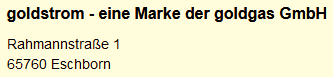 goldstrom - eine Marke der goldgas GmbH
Rahmannstraße 1
65760 Eschborn